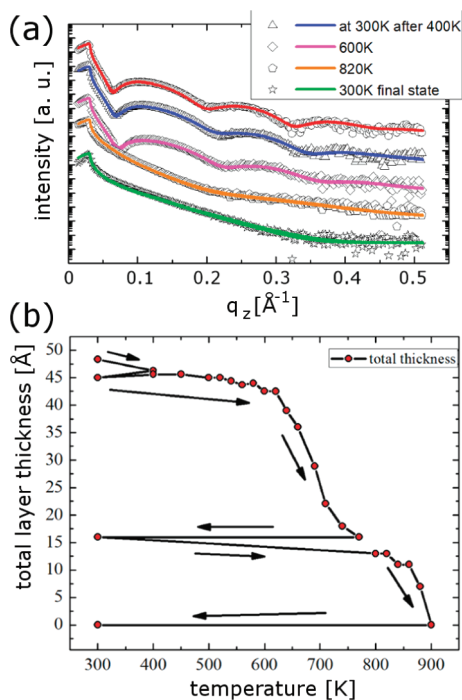 (a)
at 300K after 400K
600K
820K
300K final state
intensity [a. u.]
0.0 0.1 0.2 0.3 0.4 0.5
q z [Å-1]
(b)
total thickness
total layer thickness [Å]
50
45
40
35
30
25
20
15
10
5
0
300 400 500 600 700 800 900
temperature [K]